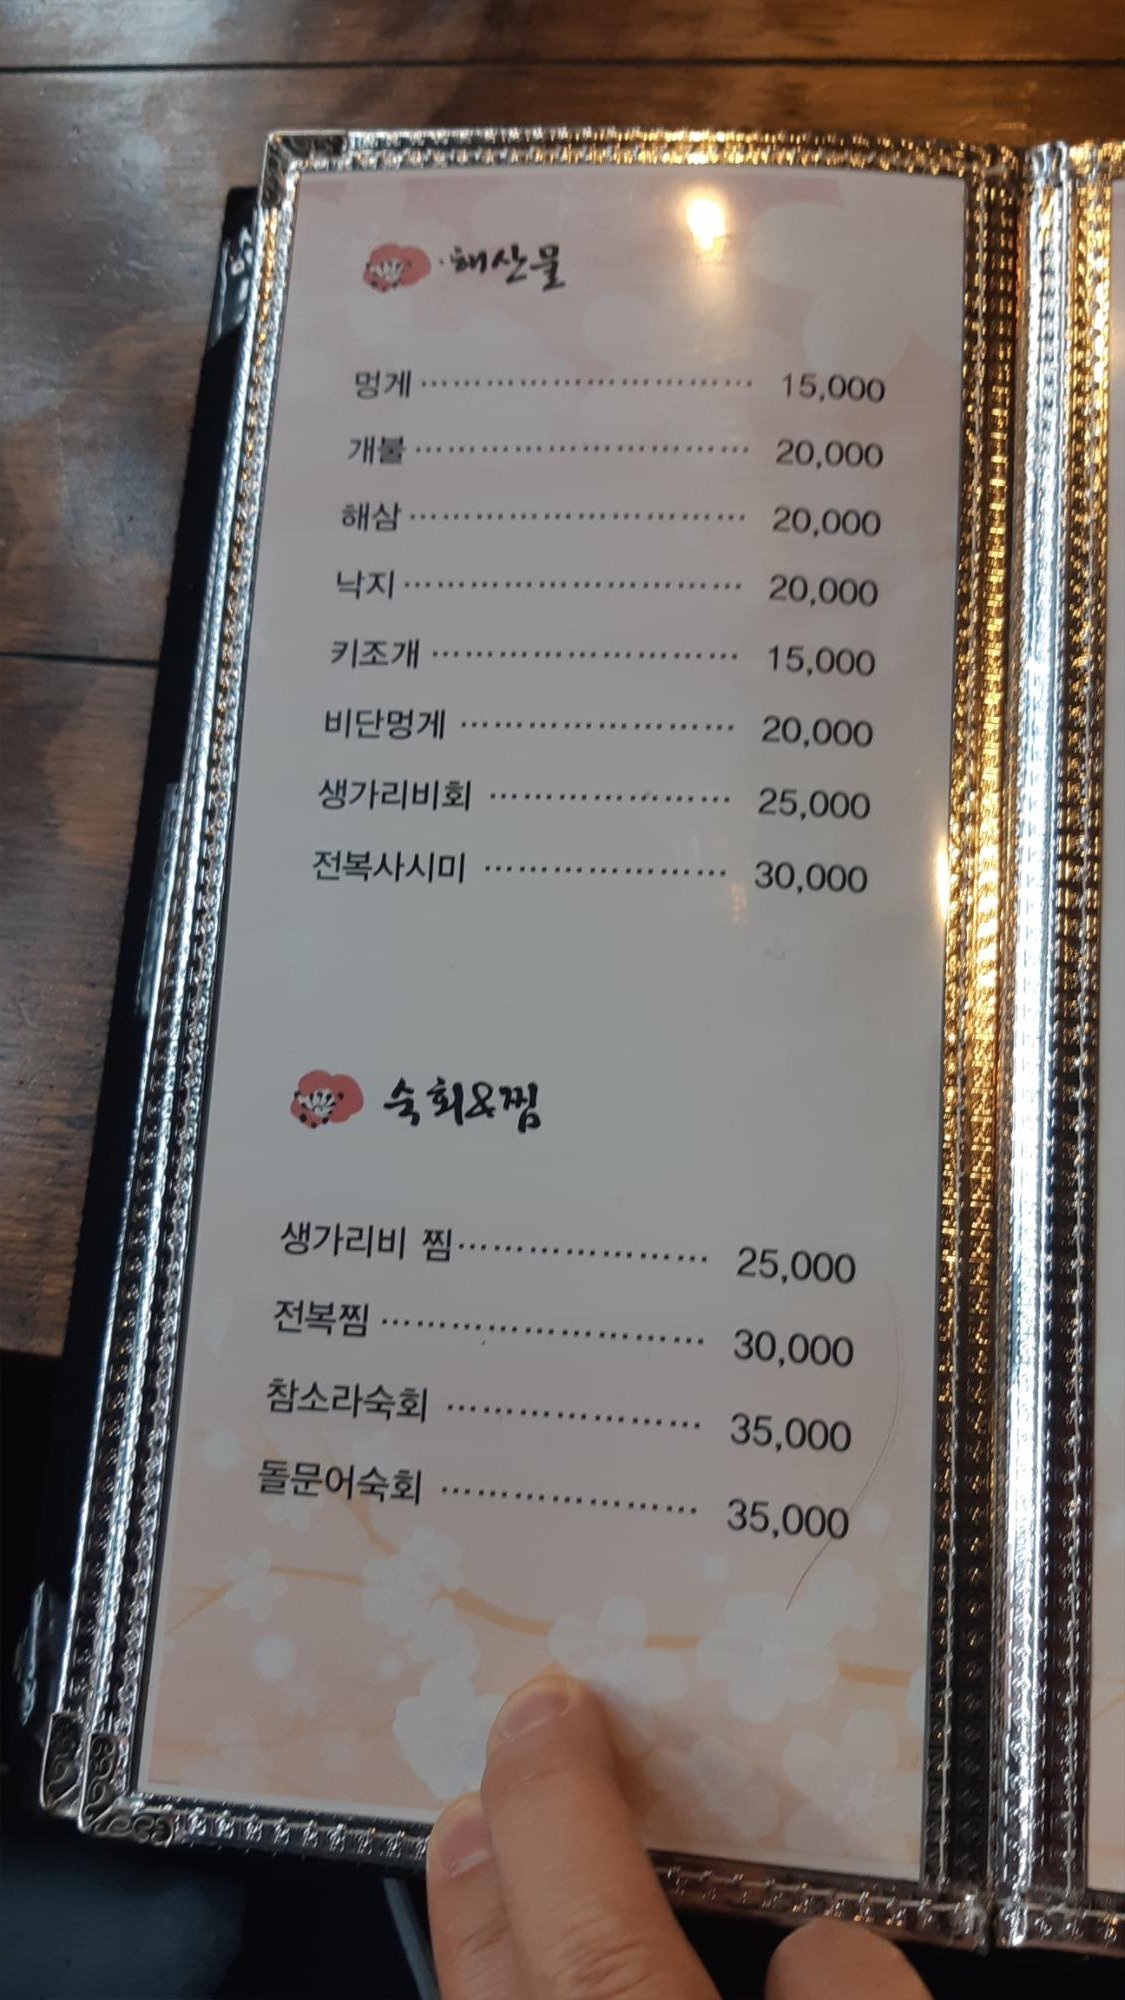 해산물
멍게 ................................ 15,000
개불 ................................ 20,000
해삼 ................................ 20,000
낙지 ................................ 20,000
키조개 ............................. 15,000
비단멍게 .......................... 20,000
생가리비회 ....................... 25,000
전복사시미 ....................... 30,000
숙회&찜
생가리비 찜 ....................... 25,000
전복찜 ............................. 30,000
참소라숙회 ....................... 35,000
돌문어숙회 ....................... 35,000